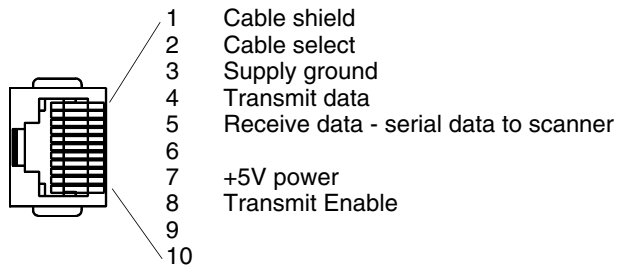 1 Cable shield
2 Cable select
3 Supply ground
4 Transmit data
5 Receive data - serial data to scanner
6
7 +5V power
8 Transmit Enable
9
10